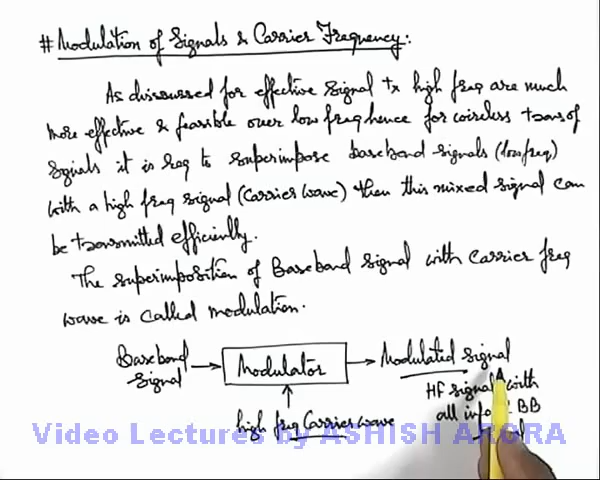 # Modulation of Signals & Carrier Frequency:
As discussed for effective signal tx high freq are much
more effective & feasible over low freq hence for wireless trans of
signals it is req to superimpose baseband signals (low freq)
with a high freq signal (carrier wave) then this mixed signal can
be transmitted efficiently.
The superimposition of Baseband signal with carrier freq
wave is called modulation.
Baseband
Signal
Modulator
Modulated signal
HF signal with
all info BB
high freq Carrier wave
Video Lectures by ASHISH ARORA